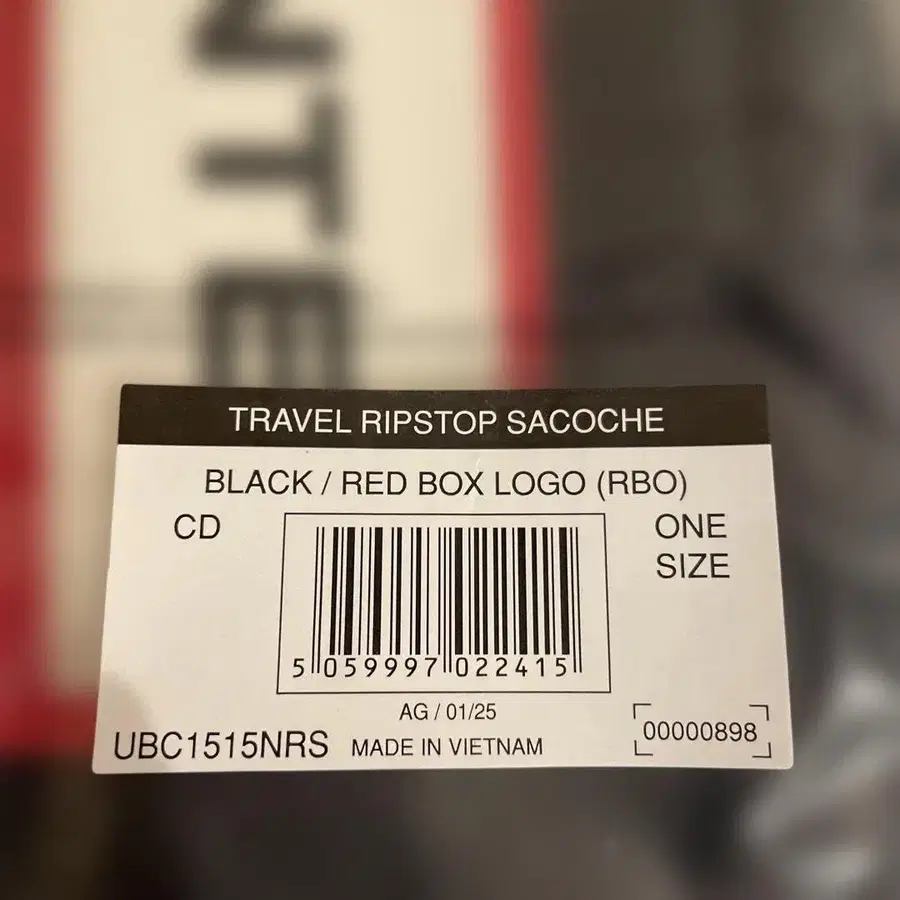 NTE
TRAVEL RIPSTOP SACOCHE
BLACK / RED BOX LOGO (RBO)
CD
ONE
SIZE
5 059997 022415
AG / 01/25
UBC1515NRS
MADE IN VIETNAM
00000898